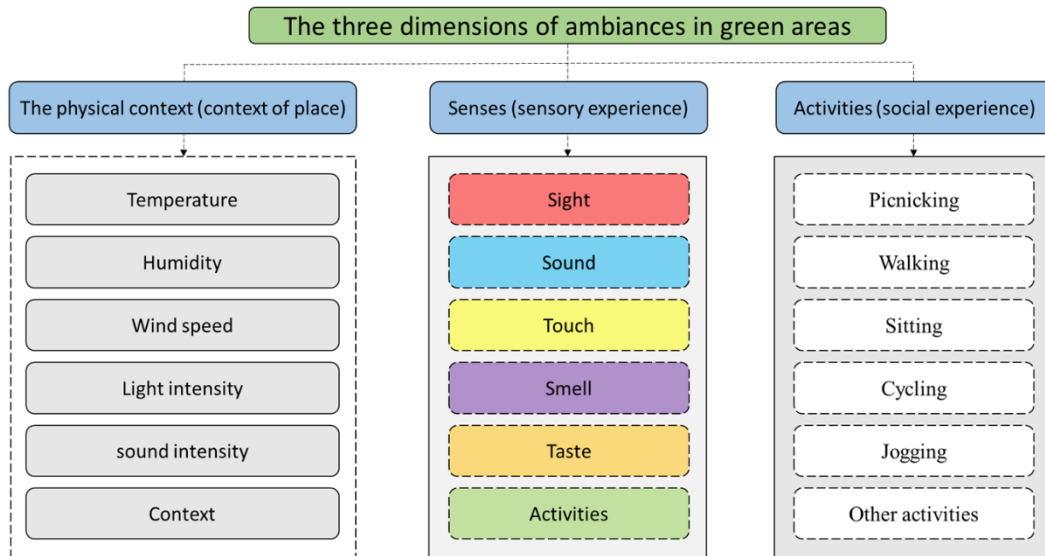 The three dimensions of ambiances in green areas
The physical context (context of place)
Temperature
Humidity
Wind speed
Light intensity
sound intensity
Context
Senses (sensory experience)
Sight
Sound
Touch
Smell
Taste
Activities
Activities (social experience)
Picnicking
Walking
Sitting
Cycling
Jogging
Other activities